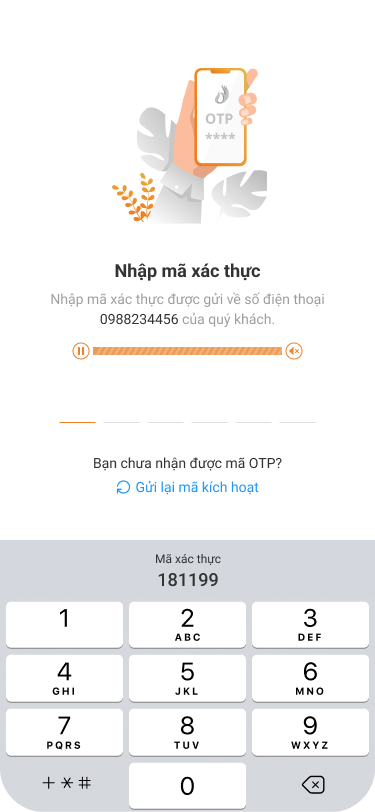 OTP
****
Nhập mã xác thực
Nhập mã xác thực được gửi về số điện thoại
0988234456 của quý khách.
Bạn chưa nhận được mã OTP?
Gửi lại mã kích hoạt
Mã xác thực
181199
1 2 3
ABC DEF
4 5 6
GHI JKL MNO
7 8 9
PQRS TUV WXYZ
+ * # 0